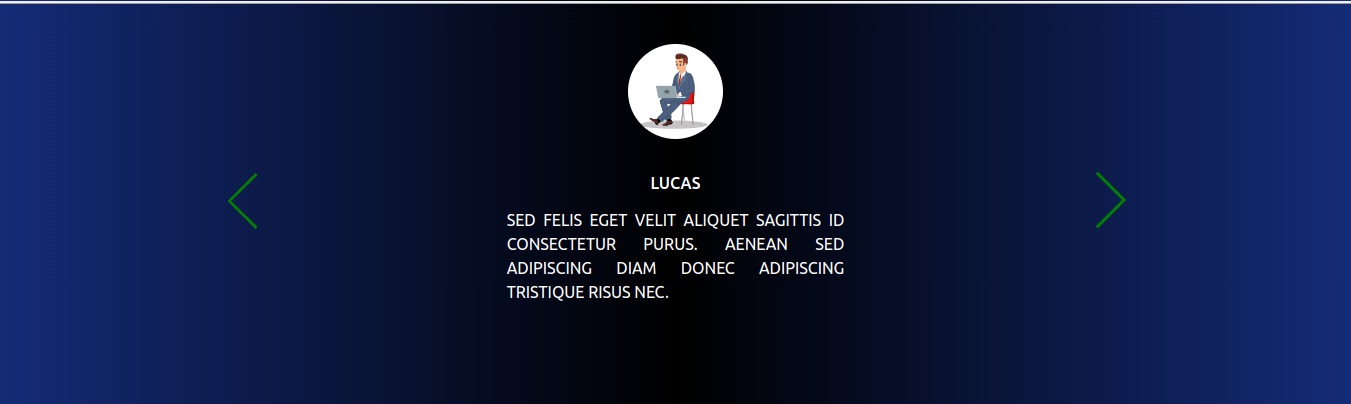 LUCAS
SED FELIS EGET VELIT ALIQUET SAGITTIS ID
CONSECTETUR PURUS. AENEAN SED
ADIPISCING DIAM DONEC ADIPISCING
TRISTIQUE RISUS NEC.